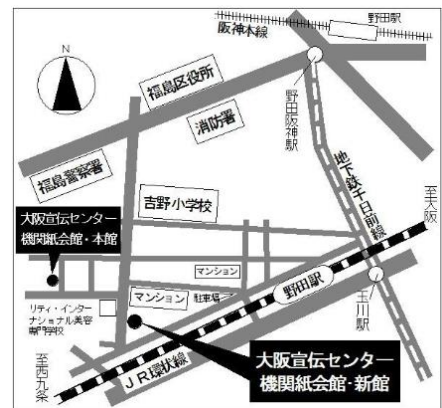 野田駅
阪神本線
N
福島区役所
消防署
野田阪神駅
福島警察署
地下鉄千日前線
吉野小学校
至大阪
大阪宣伝センター
機関紙会館・本館
マンション
野田駅
マンション
駐車場
玉川駅
リティ・インター
ナショナル美容
専門学校
大阪宣伝センター
機関紙会館・新館
JR環状線
至西九条